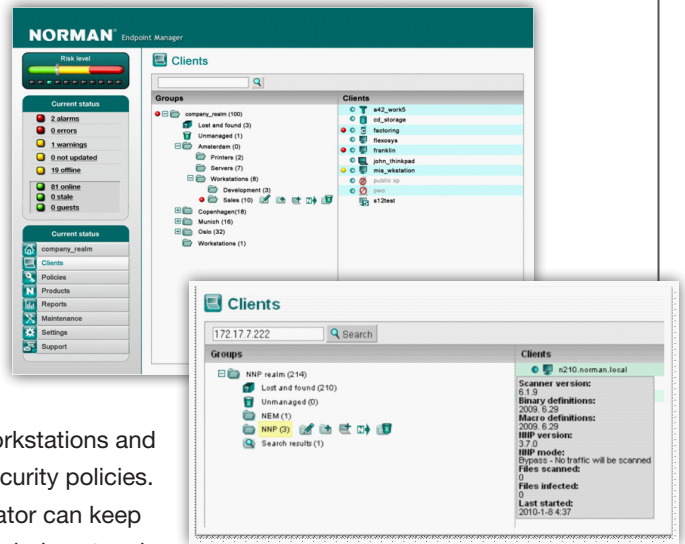 NORMAN® Endpoint Manager
Risk level
Current status
2 alarms
0 errors
1 warnings
0 not updated
19 offline
81 online
0 stale
0 guests
Current status
company_realm
Clients
Policies
Products
Reports
Maintenance
Settings
Support
Clients
Groups
company_realm (100)
Lost and found (3)
Unmanaged (1)
Amsterdam (0)
Printers (2)
Servers (7)
Workstations (8)
Development (3)
Sales (10)
Copenhagen(18)
Munich (16)
Oslo (32)
Workstations (1)
Clients
a42_work5
cd_storage
factoring
flexosys
franklin
john_thinkpad
mia_wkstation
public xp
pwo
s12test
Clients
172.17.7.222 Search
Groups
NNP realm (214)
Lost and found (210)
Unmanaged (0)
NEM (1)
NNP (3)
Search results (1)
Clients
n210.norman.local
Scanner version:
6.1.9
Binary definitions:
2009. 6.29
Macro definitions:
2009. 6.29
NNP version:
3.7.0
NNP mode:
Bypass - No traffic will be scanned
Files scanned:
0
Files infected:
0
Last started:
2010-1-8 4:37
orkstations and
curity policies.
ator can keep